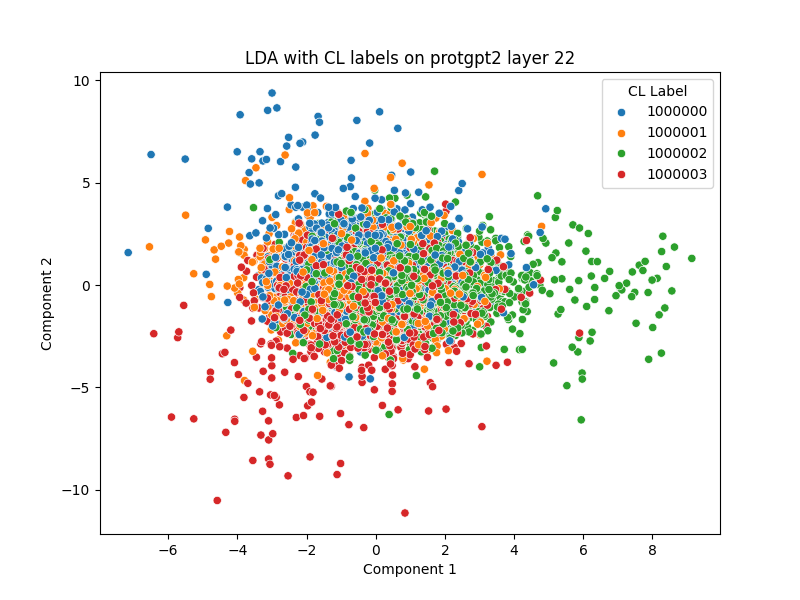 LDA with CL labels on protgpt2 layer 22
CL Label
1000000
1000001
1000002
1000003
10
5
0
−5
−10
Component 2
−6 −4 −2 0 2 4 6 8
Component 1